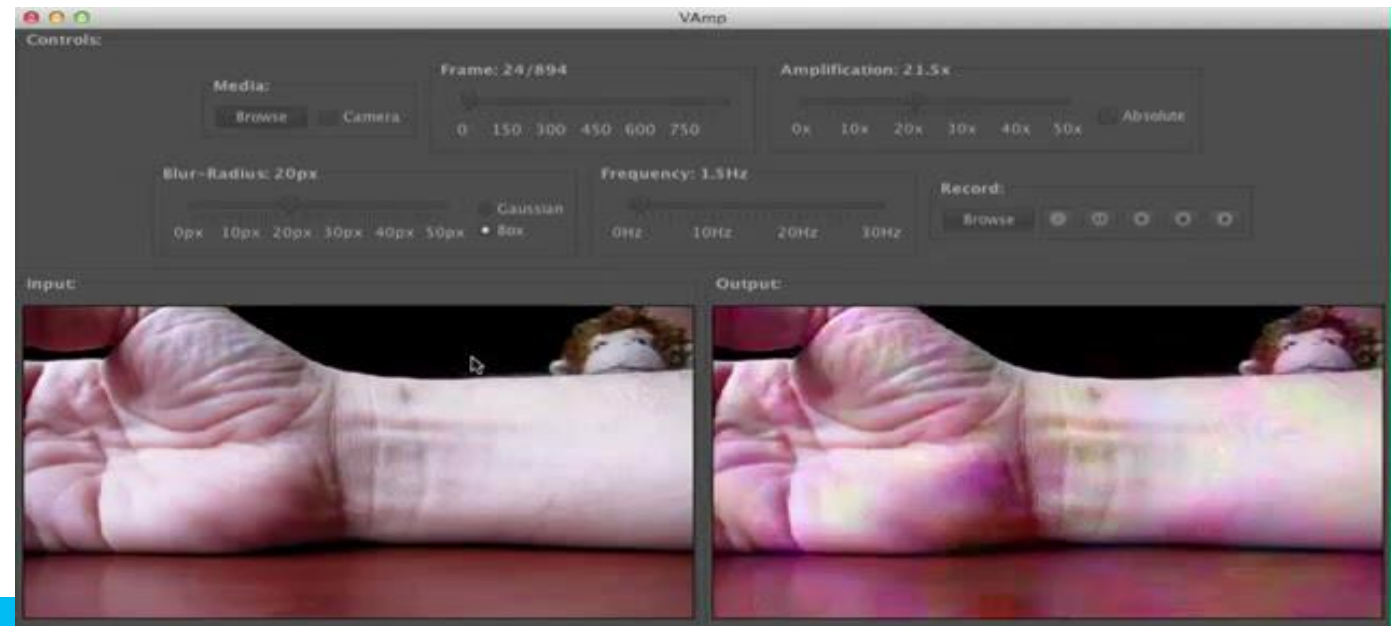 VAmp
Controls:
Media:
Browse Camera
Frame: 24/894
0 150 300 450 600 750
Amplification: 21.5x
0x 10x 20x 30x 40x 50x
Absolute
Blur-Radius: 20px
0px 10px 20px 30px 40px 50px
Gaussian
Box
Frequency: 1.5Hz
0Hz 10Hz 20Hz 30Hz
Record:
Browse
Input:
Output: